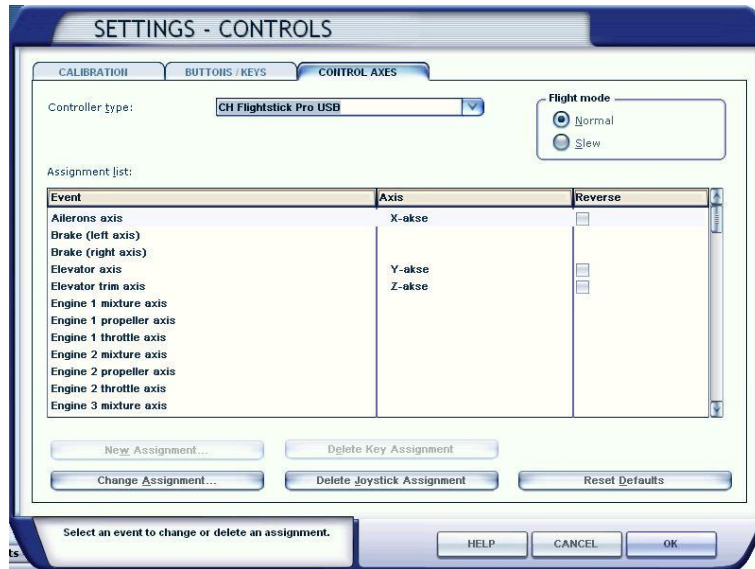 SETTINGS - CONTROLS
CALIBRATION BUTTONS / KEYS CONTROL AXES
Controller type: CH Flightstick Pro USB
Flight mode
Normal
Slew
Assignment list:
Event Axis Reverse
Ailerons axis X-akse
Brake (left axis)
Brake (right axis)
Elevator axis Y-akse
Elevator trim axis Z-akse
Engine 1 mixture axis
Engine 1 propeller axis
Engine 1 throttle axis
Engine 2 mixture axis
Engine 2 propeller axis
Engine 2 throttle axis
Engine 3 mixture axis
New Assignment... Delete Key Assignment
Change Assignment... Delete Joystick Assignment Reset Defaults
Select an event to change or delete an assignment.
HELP CANCEL OK
ts